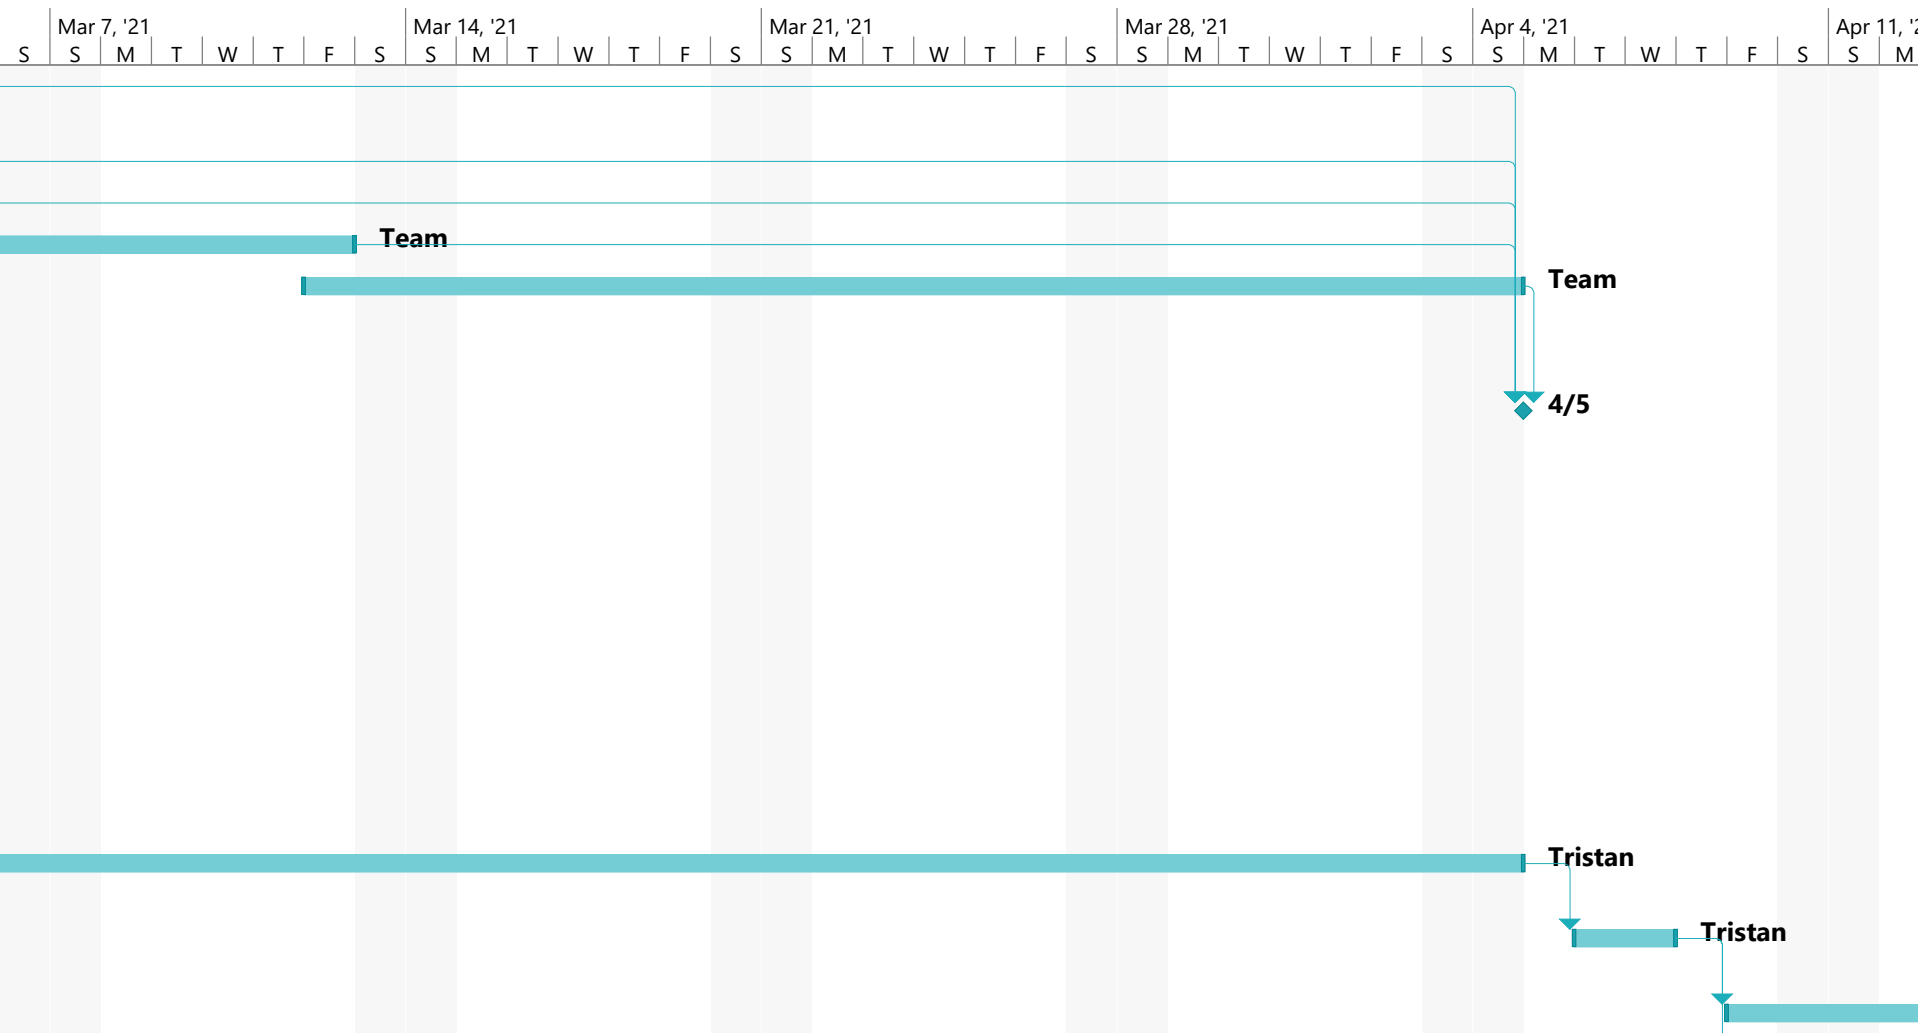 Mar 7, '21 Mar 14, '21 Mar 21, '21 Mar 28, '21 Apr 4, '21 Apr 11,
S S M T W T F S S M T W T F S S M T W T F S S M T W T F S S M T W T F S S M
Team
Team
4/5
Tristan
Tristan